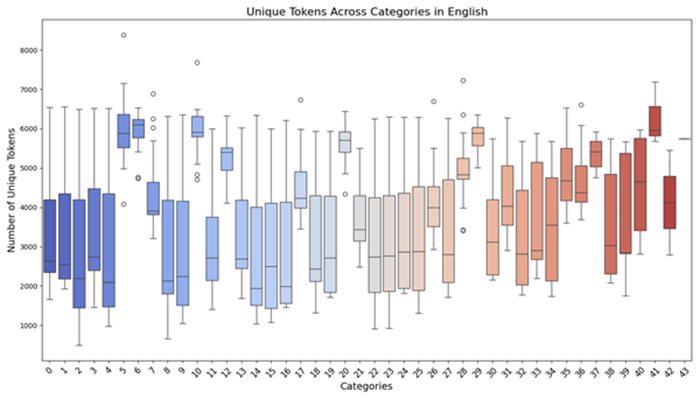 Unique Tokens Across Categories in English
Number of Unique Tokens
8000
7000
6000
5000
4000
3000
2000
1000
0 1 2 3 4 5 6 7 8 9 10 11 12 13 14 15 16 17 18 19 20 21 22 23 24 25 26 27 28 29 30 31 32 33 34 35 36 37 38 39 40 41 42 43
Categories